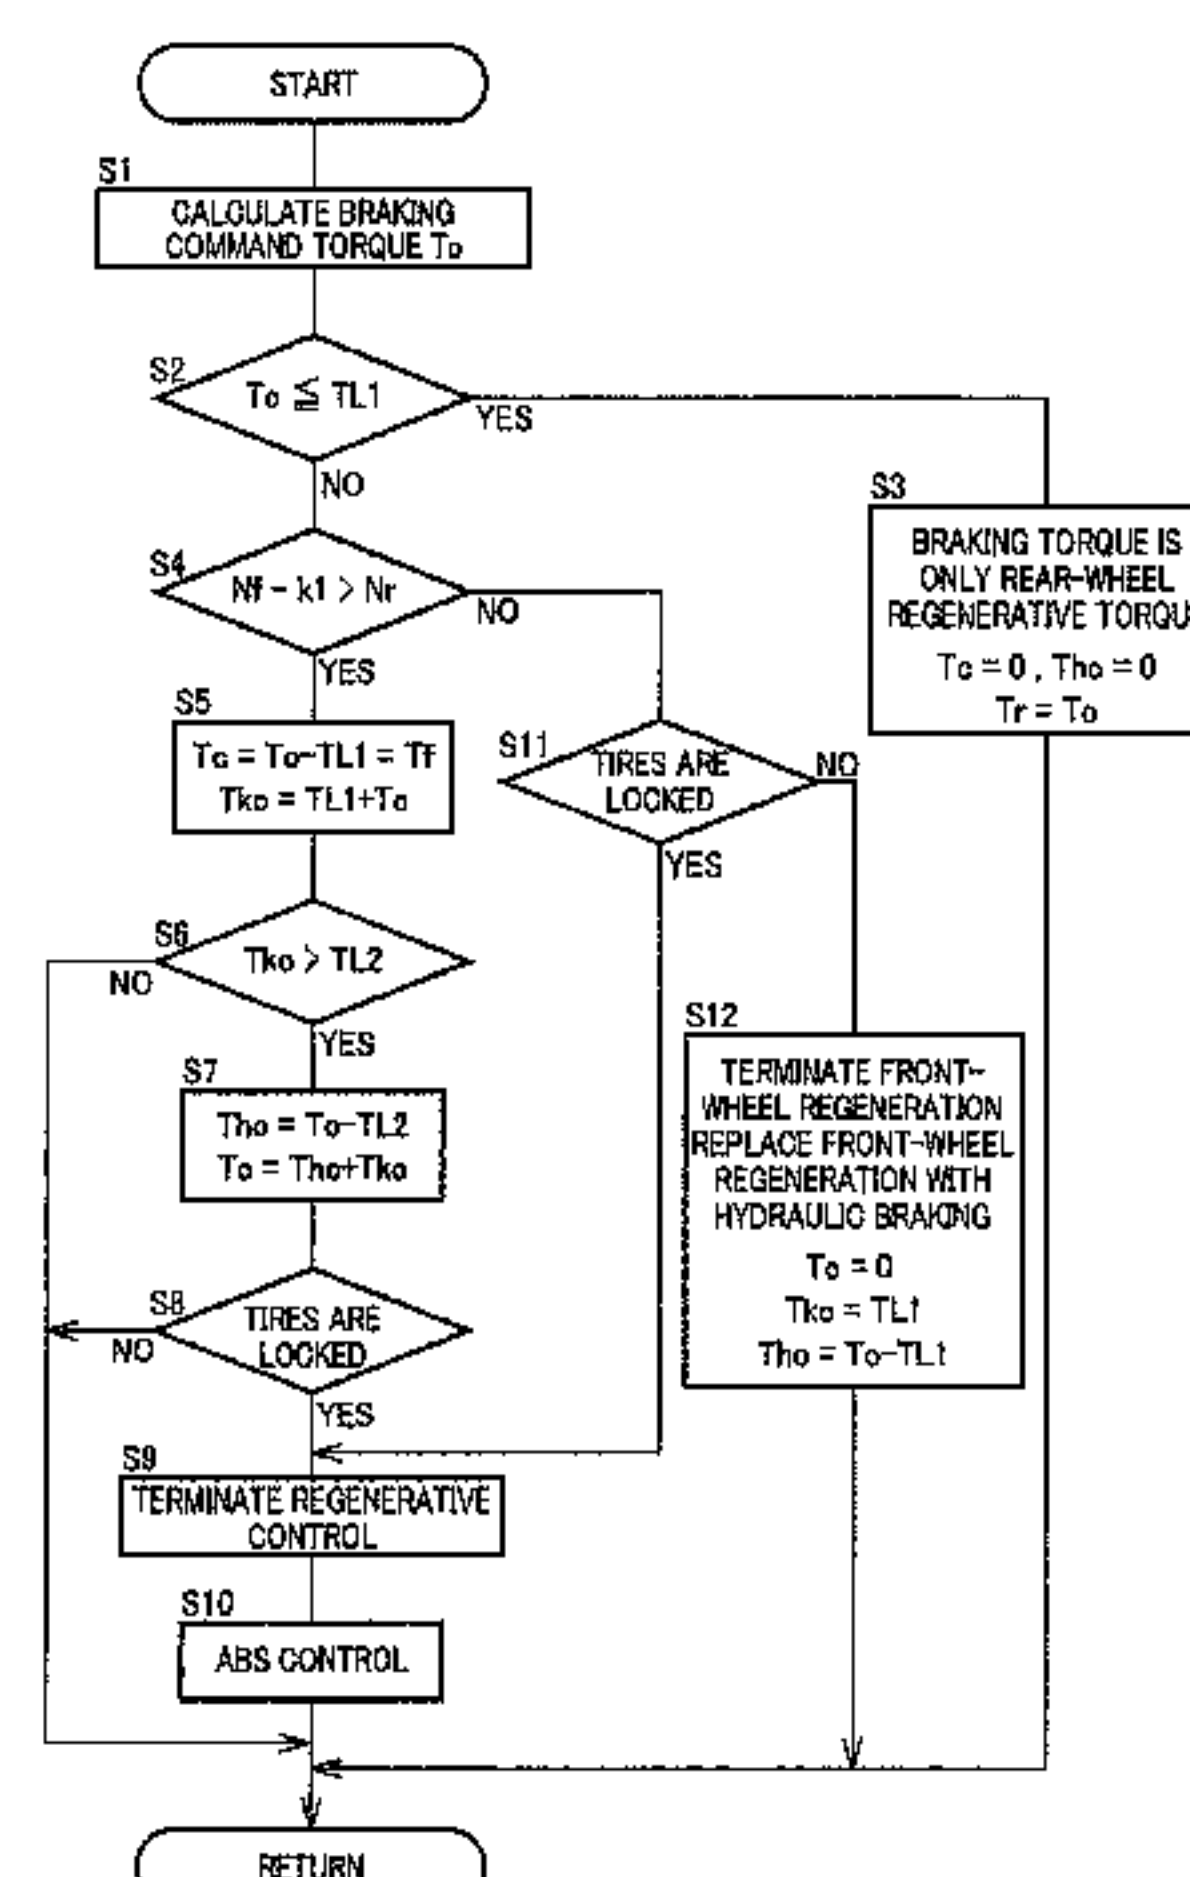 START
S1
CALCULATE BRAKING
COMMAND TORQUE To
S2
To ≦ TL1
YES
NO
S3
BRAKING TORQUE IS
ONLY REAR-WHEEL
REGENERATIVE TORQU
Tc = 0 , Tho = 0
Tr = To
S4
Nf - k1 > Nr
NO
YES
S5
Tc = To-TL1 = Tf
Tko = TL1+Tc
S11
TIRES ARE
LOCKED
NO
YES
S6
Tko > TL2
NO
YES
S7
Tho = To-TL2
To = Tho+Tko
S12
TERMINATE FRONT-
WHEEL REGENERATION
REPLACE FRONT-WHEEL
REGENERATION WITH
HYDRAULIC BRAKING
Tc = 0
Tko = TL1
Tho = To-TL1
S8
TIRES ARE
LOCKED
NO
YES
S9
TERMINATE REGENERATIVE
CONTROL
S10
ABS CONTROL
RETURN